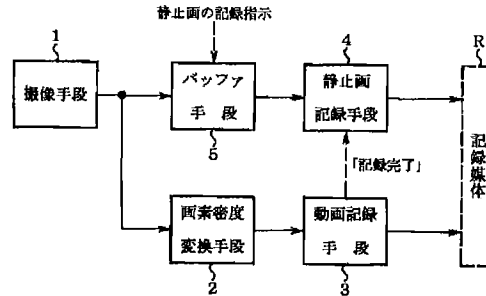 静止画の記録指示
1
撮像手段
バッファ
手段
5
4
静止画
記録手段
R
記録媒体
「記録完了」
画素密度
変換手段
2
動画記録
手段
3